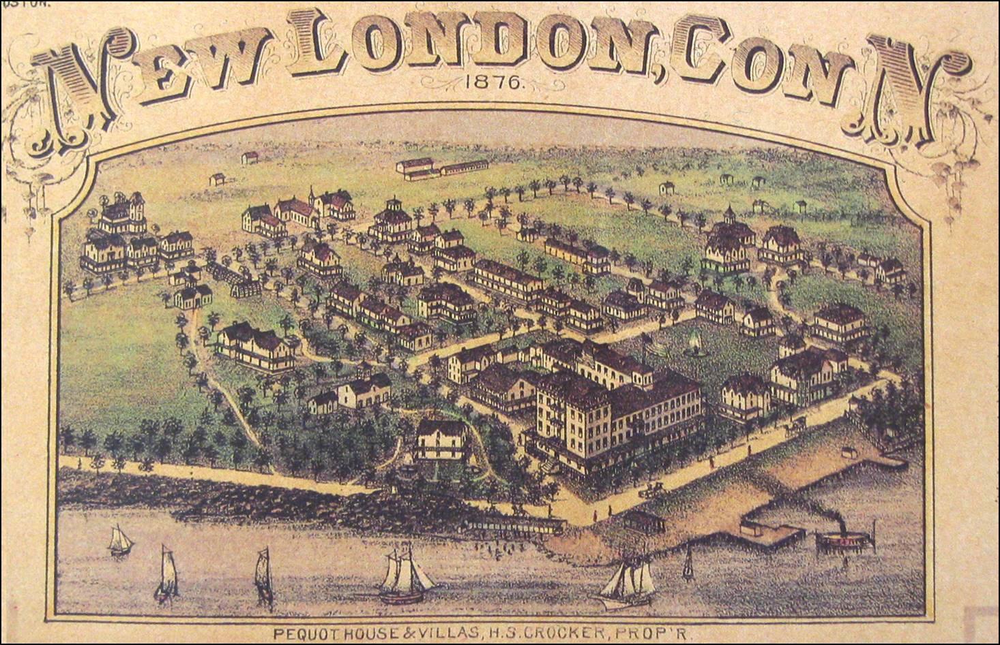 NEW LONDON, CONN
1876.
PEQUOT HOUSE & VILLAS, H.S. CROCKER, PROP'R.